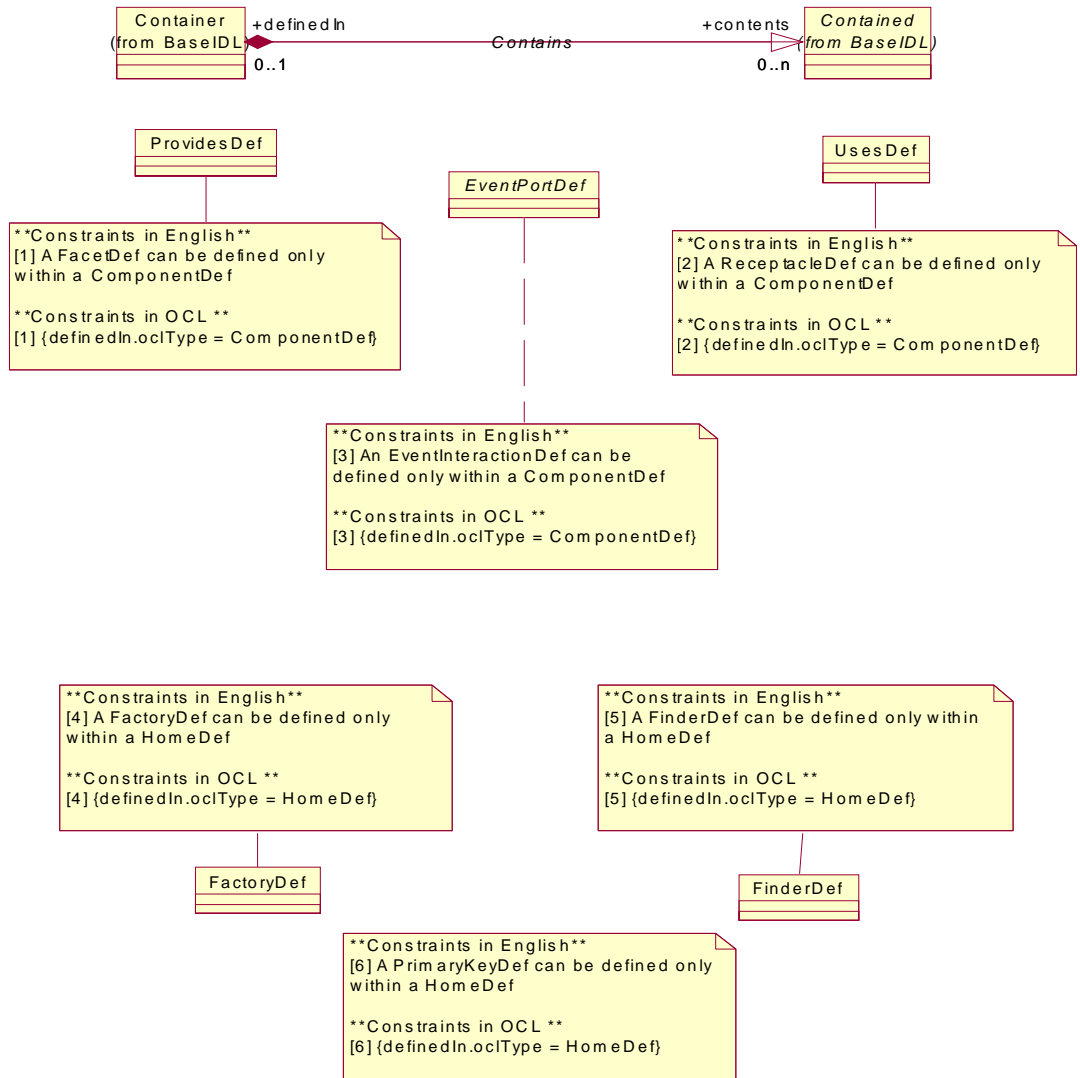 Container
(from BaseIDL)
+definedIn
0..1
Contains
+contents
0..n
Contained
(from BaseIDL)
ProvidesDef
EventPortDef
UsesDef
**Constraints in English**
[1] A FacetDef can be defined only
within a ComponentDef
**Constraints in OCL **
[1] {definedIn.oclType = ComponentDef}
**Constraints in English**
[2] A ReceptacleDef can be defined only
within a ComponentDef
**Constraints in OCL **
[2] {definedIn.oclType = ComponentDef}
**Constraints in English**
[3] An EventInteractionDef can be
defined only within a ComponentDef
**Constraints in OCL **
[3] {definedIn.oclType = ComponentDef}
**Constraints in English**
[4] A FactoryDef can be defined only
within a HomeDef
**Constraints in OCL **
[4] {definedIn.oclType = HomeDef}
**Constraints in English**
[5] A FinderDef can be defined only within
a HomeDef
**Constraints in OCL **
[5] {definedIn.oclType = HomeDef}
FactoryDef
FinderDef
**Constraints in English**
[6] A PrimaryKeyDef can be defined only
within a HomeDef
**Constraints in OCL **
[6] {definedIn.oclType = HomeDef}